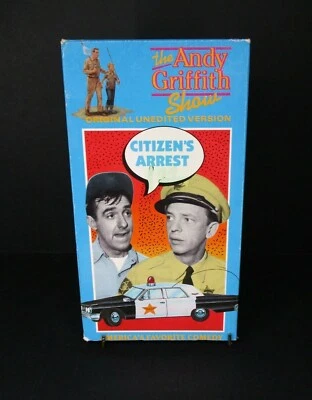 the
Andy
Griffith
Show
ORIGINAL UNEDITED VERSION
CITIZEN'S
ARREST
AMERICA'S FAVORITE COMEDY